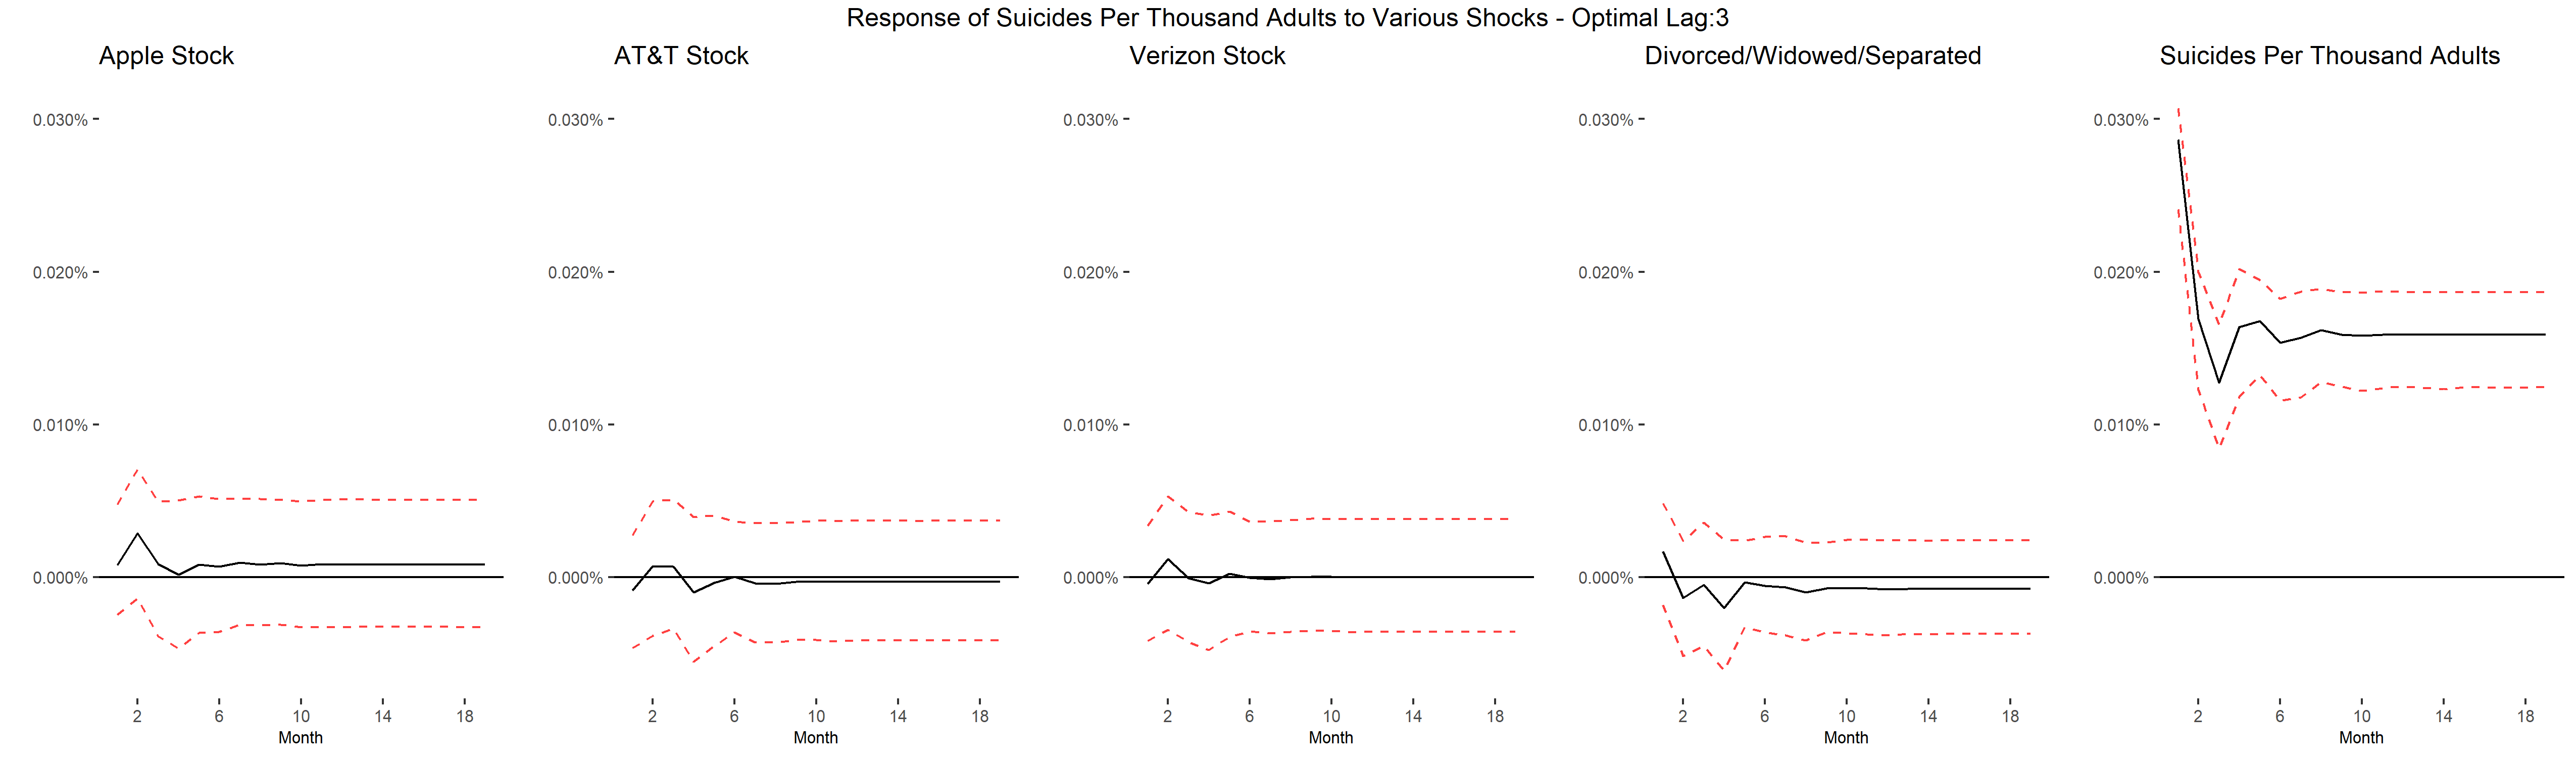 Response of Suicides Per Thousand Adults to Various Shocks - Optimal Lag:3
Apple Stock
0.030%
0.020%
0.010%
0.000%
2 6 10 14 18
Month
AT&T Stock
0.030%
0.020%
0.010%
0.000%
2 6 10 14 18
Month
Verizon Stock
0.030%
0.020%
0.010%
0.000%
2 6 10 14 18
Month
Divorced/Widowed/Separated
0.030%
0.020%
0.010%
0.000%
2 6 10 14 18
Month
Suicides Per Thousand Adults
0.030%
0.020%
0.010%
0.000%
2 6 10 14 18
Month